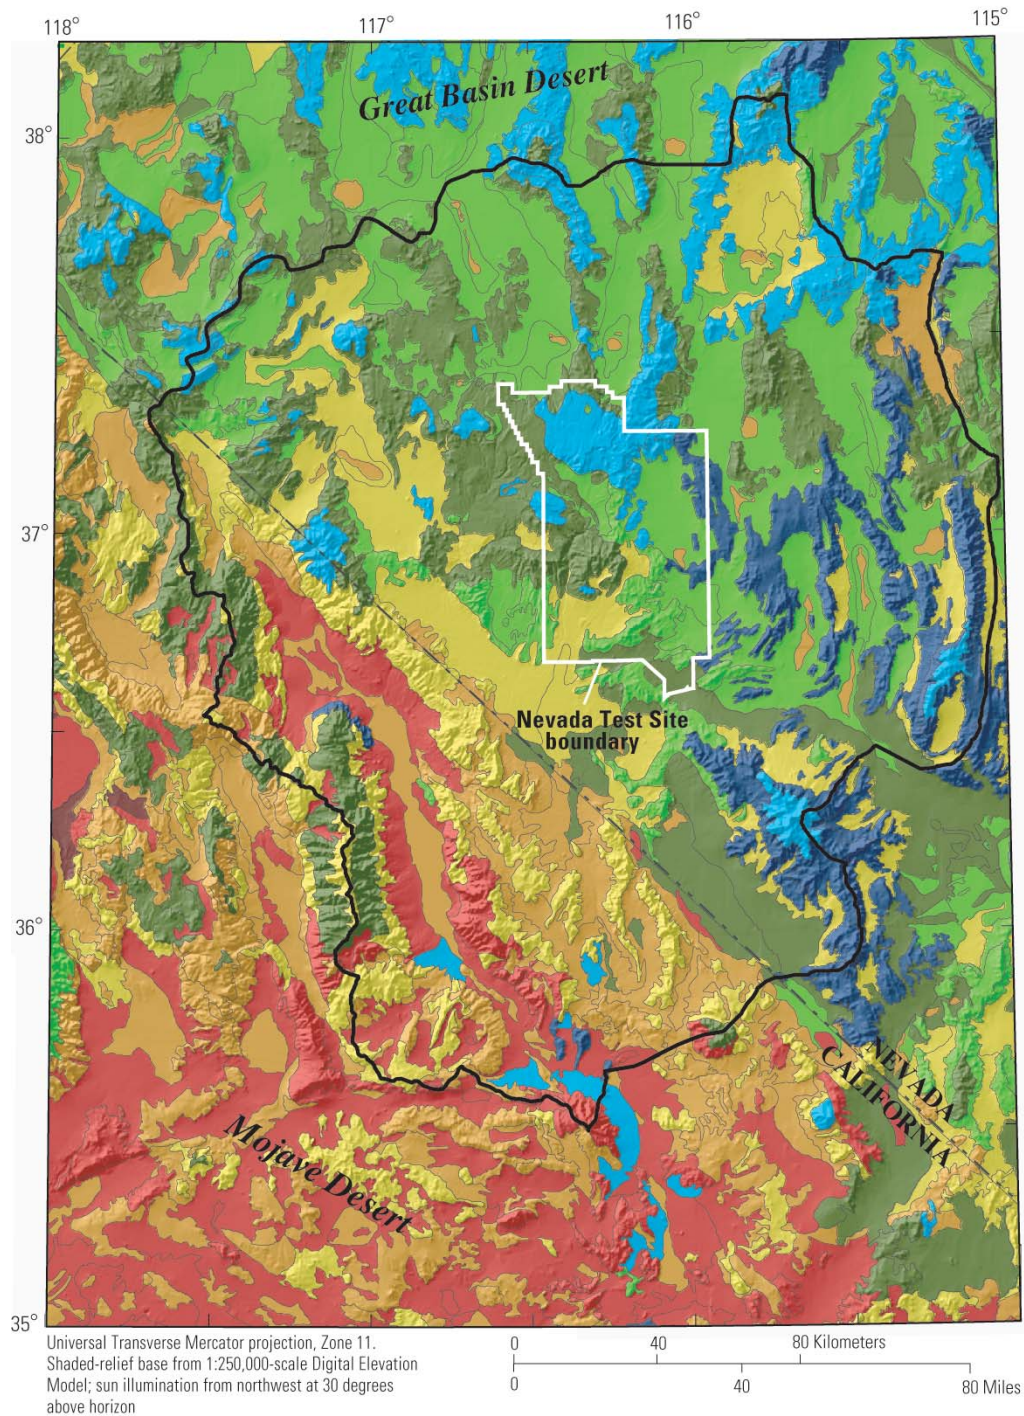 118°
117°
116°
115°
Great Basin Desert
38°
37°
Nevada Test Site
boundary
36°
NEVADA
CALIFORNIA
Mojave Desert
35°
Universal Transverse Mercator projection, Zone 11.
Shaded-relief base from 1:250,000-scale Digital Elevation
Model; sun illumination from northwest at 30 degrees
above horizon
0 40 80 Kilometers
0 40 80 Miles